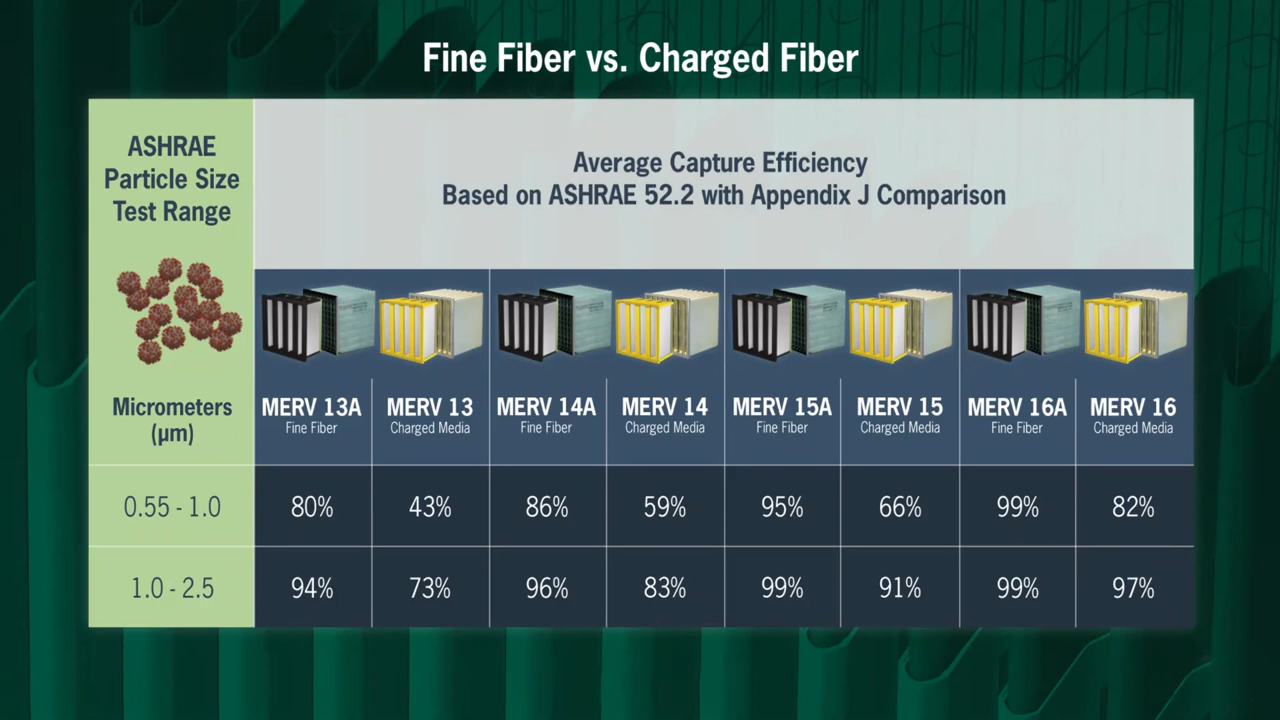 Fine Fiber vs. Charged Fiber
ASHRAE
Particle Size
Test Range
Average Capture Efficiency
Based on ASHRAE 52.2 with Appendix J Comparison
Micrometers
(µm)
MERV 13A
Fine Fiber
MERV 13
Charged Media
MERV 14A
Fine Fiber
MERV 14
Charged Media
MERV 15A
Fine Fiber
MERV 15
Charged Media
MERV 16A
Fine Fiber
MERV 16
Charged Media
0.55 - 1.0 80% 43% 86% 59% 95% 66% 99% 82%
1.0 - 2.5 94% 73% 96% 83% 99% 91% 99% 97%